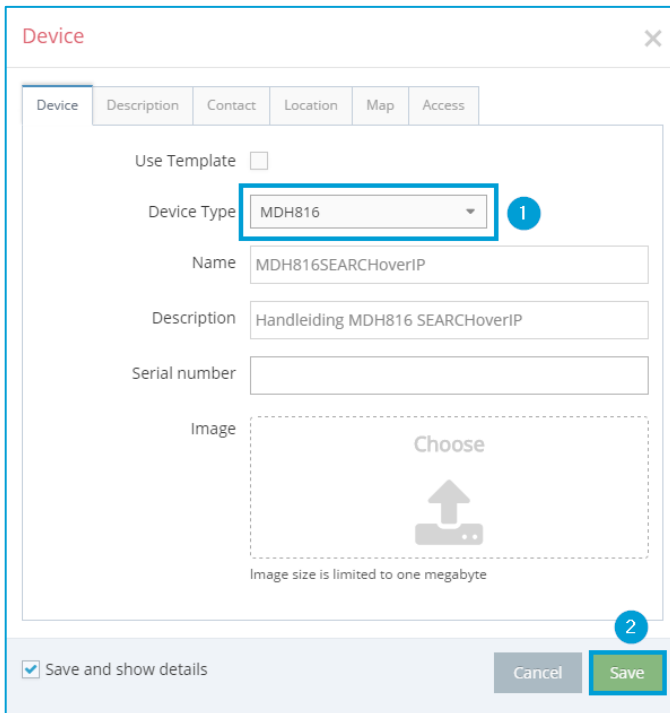 Device
Device Description Contact Location Map Access
Use Template
Device Type MDH816 1
Name MDH816SEARCHoverIP
Description Handleiding MDH816 SEARCHoverIP
Serial number
Image Choose
Image size is limited to one megabyte
2
Save and show details Cancel Save